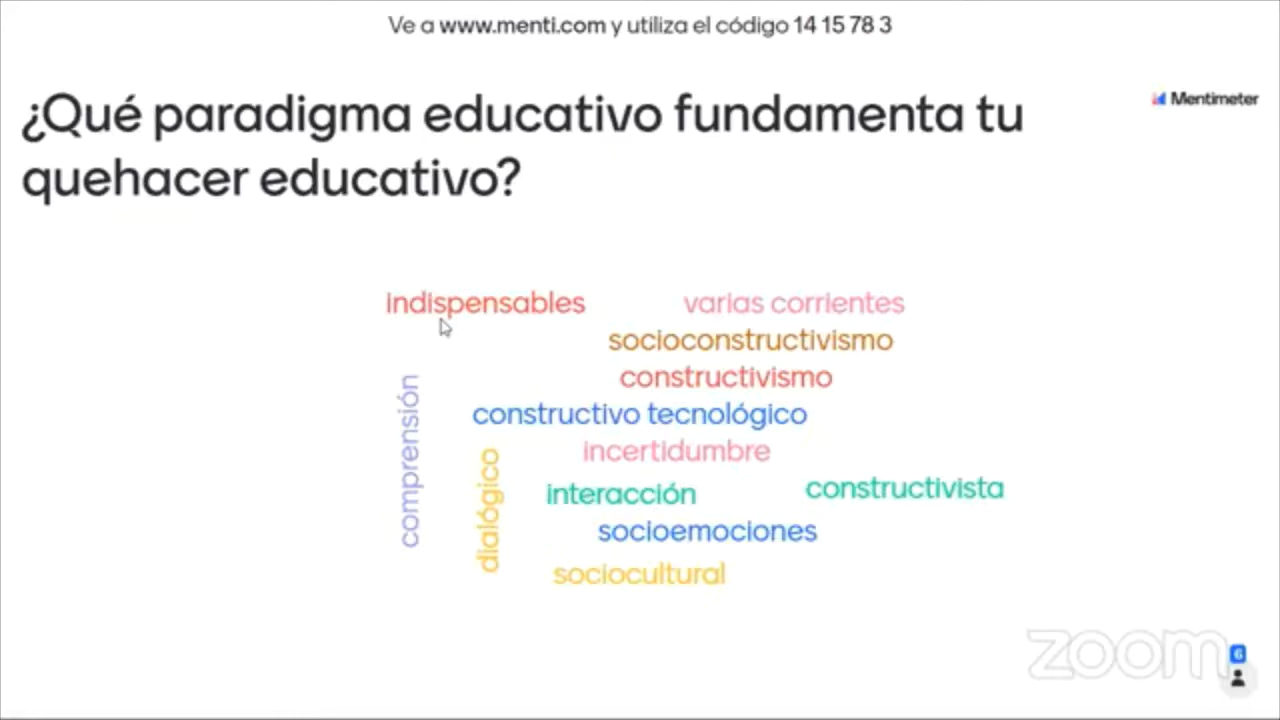 Ve a www.menti.com y utiliza el código 14 15 78 3
Mentimeter
¿Qué paradigma educativo fundamenta tu
quehacer educativo?
indispensables
varias corrientes
socioconstructivismo
constructivismo
comprensión
constructivo tecnológico
incertidumbre
dialógico
interacción
constructivista
socioemociones
sociocultural
zoom
6